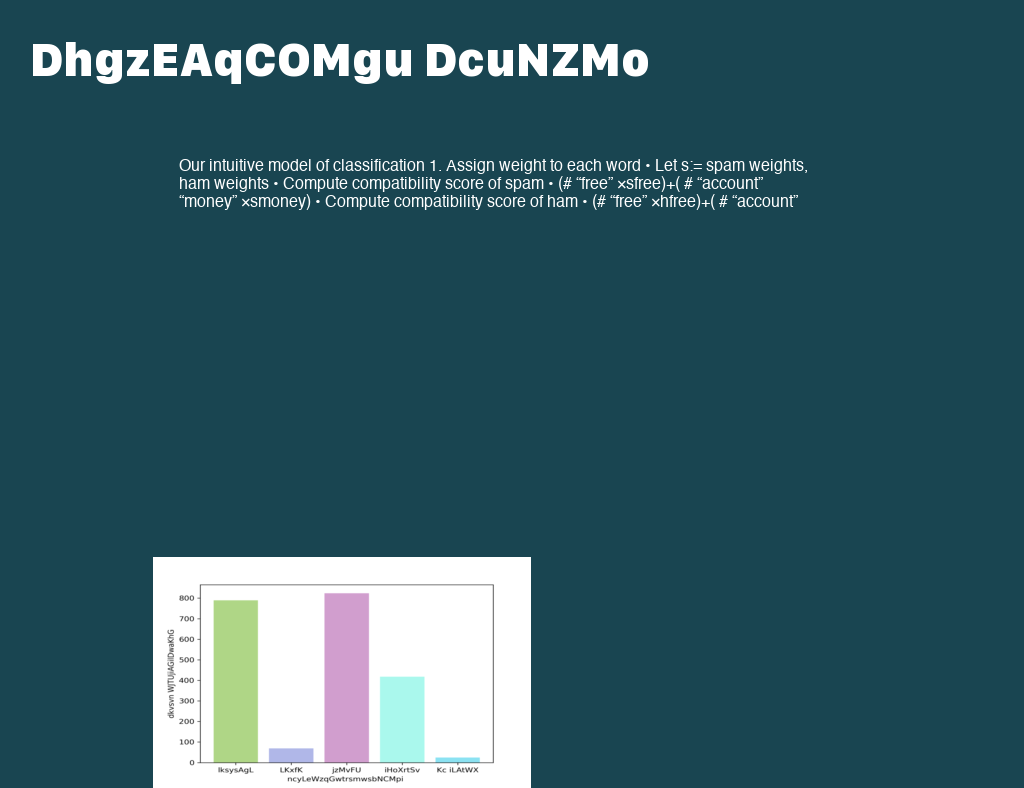 DhgzEAqCOMgu DcuNZMo
Our intuitive model of classification 1. Assign weight to each word • Let s:= spam weights,
ham weights • Compute compatibility score of spam • (# “free” ×sfree)+( # “account”
“money” ×smoney) • Compute compatibility score of ham • (# “free” ×hfree)+( # “account”
800
700
600
500
400
300
200
100
0
IksysAgL LKxfK jzMvFU iHoXrtSv Kc iLAtWX
ncyLeWzqGwtrsmwsbNCMpi